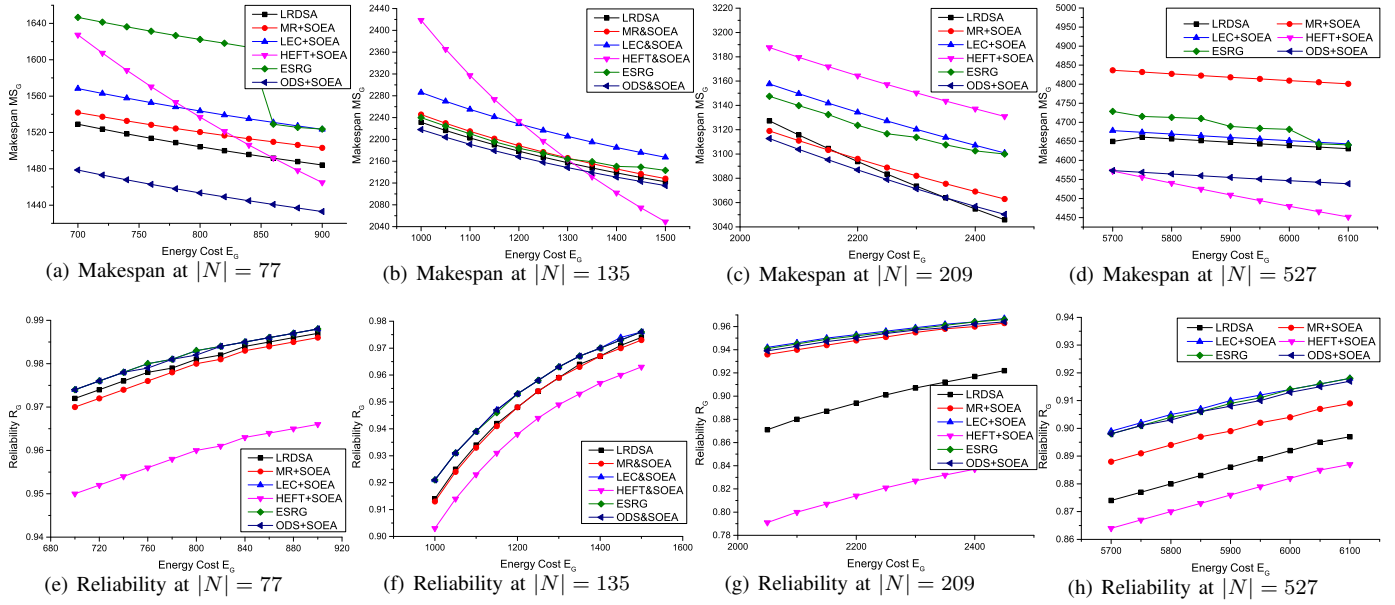 1640
1600
1560
1520
1480
1440
Makespan MS_G
700 750 800 850 900
Energy Cost E_G
LRDSA
MR+SOEA
LEC+SOEA
HEFT+SOEA
ESRG
ODS+SOEA
(a) Makespan at |N| = 77
2440
2400
2360
2320
2280
2240
2200
2160
2120
2080
2040
Makespan MS_G
1000 1100 1200 1300 1400 1500
Energy Cost E_G
LRDSA
MR&SOEA
LEC&SOEA
HEFT&SOEA
ESRG
ODS&SOEA
(b) Makespan at |N| = 135
3220
3200
3180
3160
3140
3120
3100
3080
3060
3040
Makespan MS_G
2000 2200 2400
Energy Cost E_G
LRDSA
MR+SOEA
LEC+SOEA
HEFT+SOEA
ESRG
ODS+SOEA
(c) Makespan at |N| = 209
5000
4950
4900
4850
4800
4750
4700
4650
4600
4550
4500
4450
Makespan MS_G
5700 5800 5900 6000 6100
Energy Cost E_G
LRDSA
MR+SOEA
LEC+SOEA
HEFT+SOEA
ESRG
ODS+SOEA
(d) Makespan at |N| = 527
0.99
0.98
0.97
0.96
0.95
0.94
Reliability R_G
680 720 760 800 840 880 920
Energy Cost E_G
LRDSA
MR+SOEA
LEC+SOEA
HEFT+SOEA
ESRG
ODS+SOEA
(e) Reliability at |N| = 77
0.98
0.97
0.96
0.95
0.94
0.93
0.92
0.91
0.90
Reliability R_G
1000 1200 1400 1600
Energy Cost E_G
LRDSA
MR&SOEA
LEC&SOEA
HEFT&SOEA
ESRG
ODS&SOEA
(f) Reliability at |N| = 135
0.96
0.94
0.92
0.90
0.88
0.86
0.84
0.82
0.80
0.78
Reliability R_G
2000 2200 2400
Energy Cost E_G
LRDSA
MR+SOEA
LEC+SOEA
HEFT+SOEA
ESRG
ODS+SOEA
(g) Reliability at |N| = 209
0.94
0.93
0.92
0.91
0.90
0.89
0.88
0.87
0.86
Reliability R_G
5700 5800 5900 6000 6100
Energy Cost E_G
LRDSA
MR+SOEA
LEC+SOEA
HEFT+SOEA
ESRG
ODS+SOEA
(h) Reliability at |N| = 527